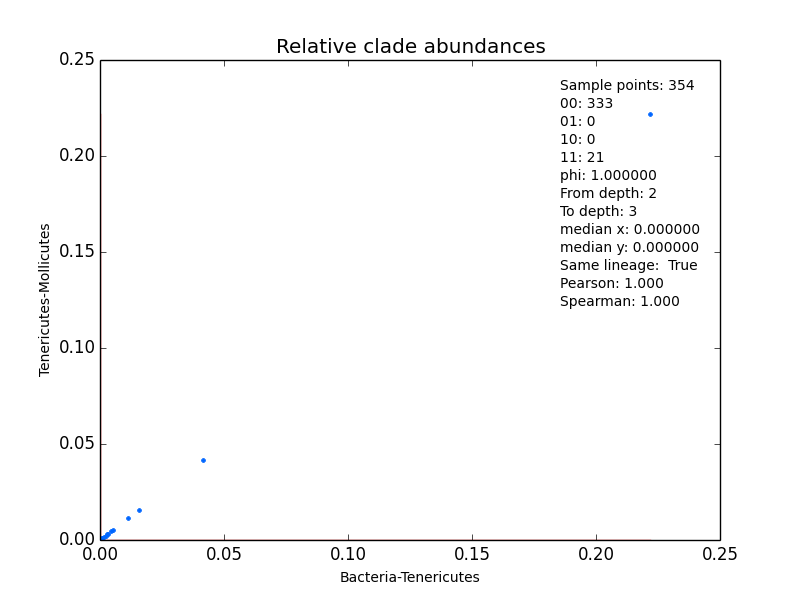 Relative clade abundances
0.25
0.20
0.15
0.10
0.05
0.00
Tenericutes-Mollicutes
Sample points: 354
00: 333
01: 0
10: 0
11: 21
phi: 1.000000
From depth: 2
To depth: 3
median x: 0.000000
median y: 0.000000
Same lineage:  True
Pearson: 1.000
Spearman: 1.000
0.00 0.05 0.10 0.15 0.20 0.25
Bacteria-Tenericutes